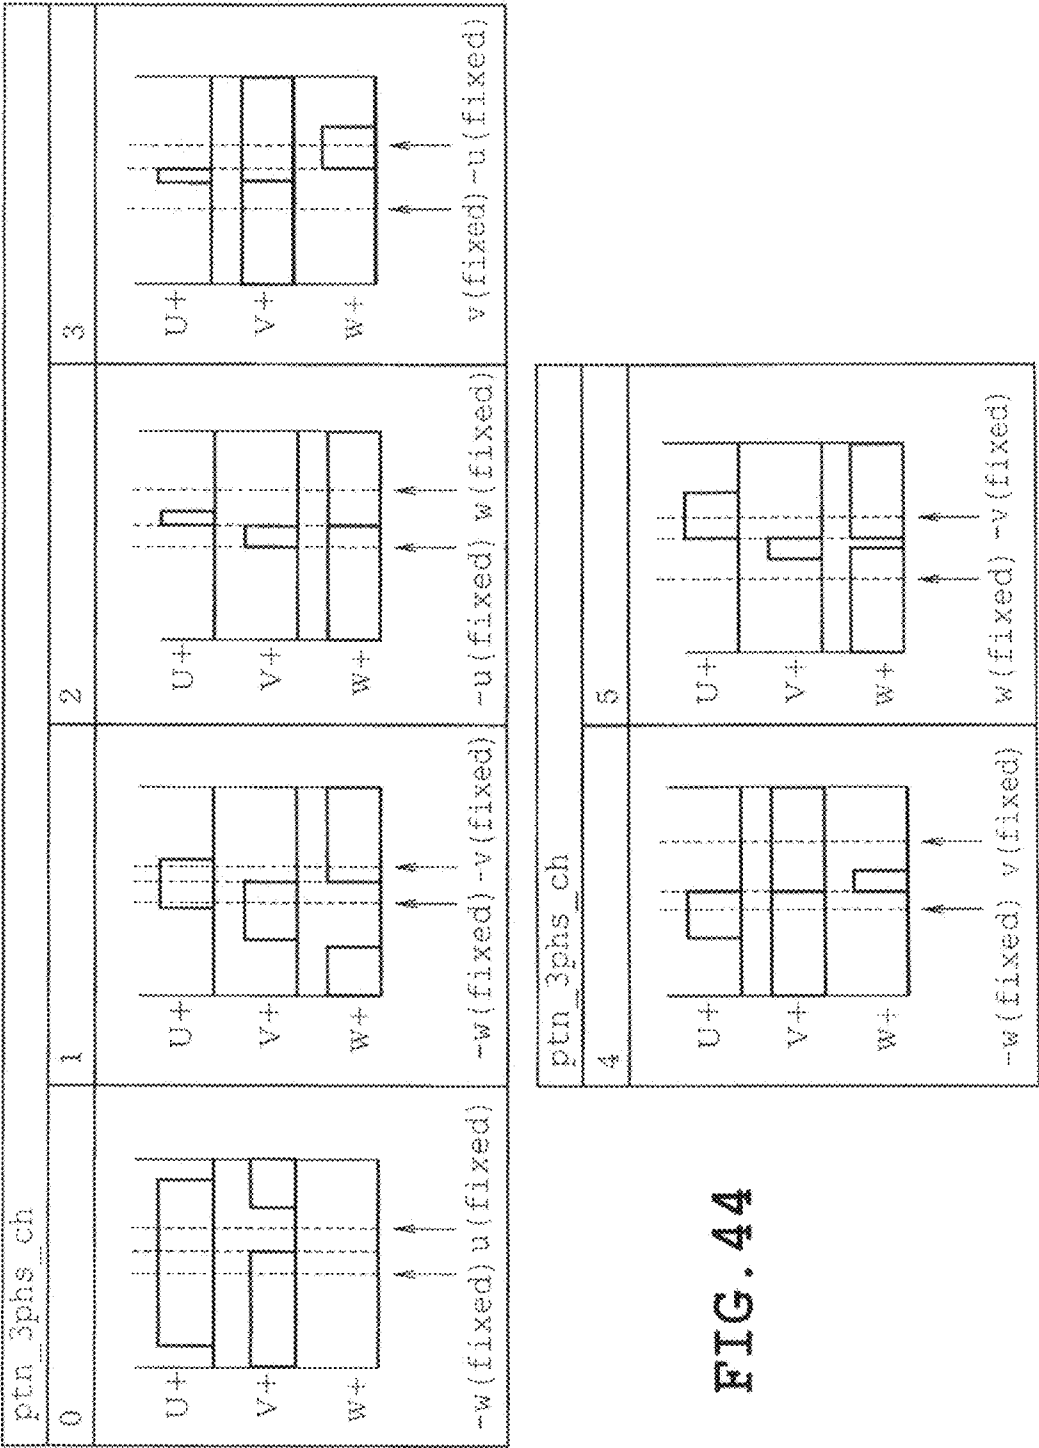 ptn_3phs_ch
0
1
2
3
U+
V+
W+
-w(fixed) u(fixed)
U+
V+
W+
-w(fixed) -v(fixed)
U+
V+
W+
-u(fixed) w(fixed)
U+
V+
W+
v(fixed) -u(fixed)
ptn_3phs_ch
4
5
U+
V+
W+
-w(fixed) v(fixed)
U+
V+
W+
w(fixed) -v(fixed)
FIG. 44